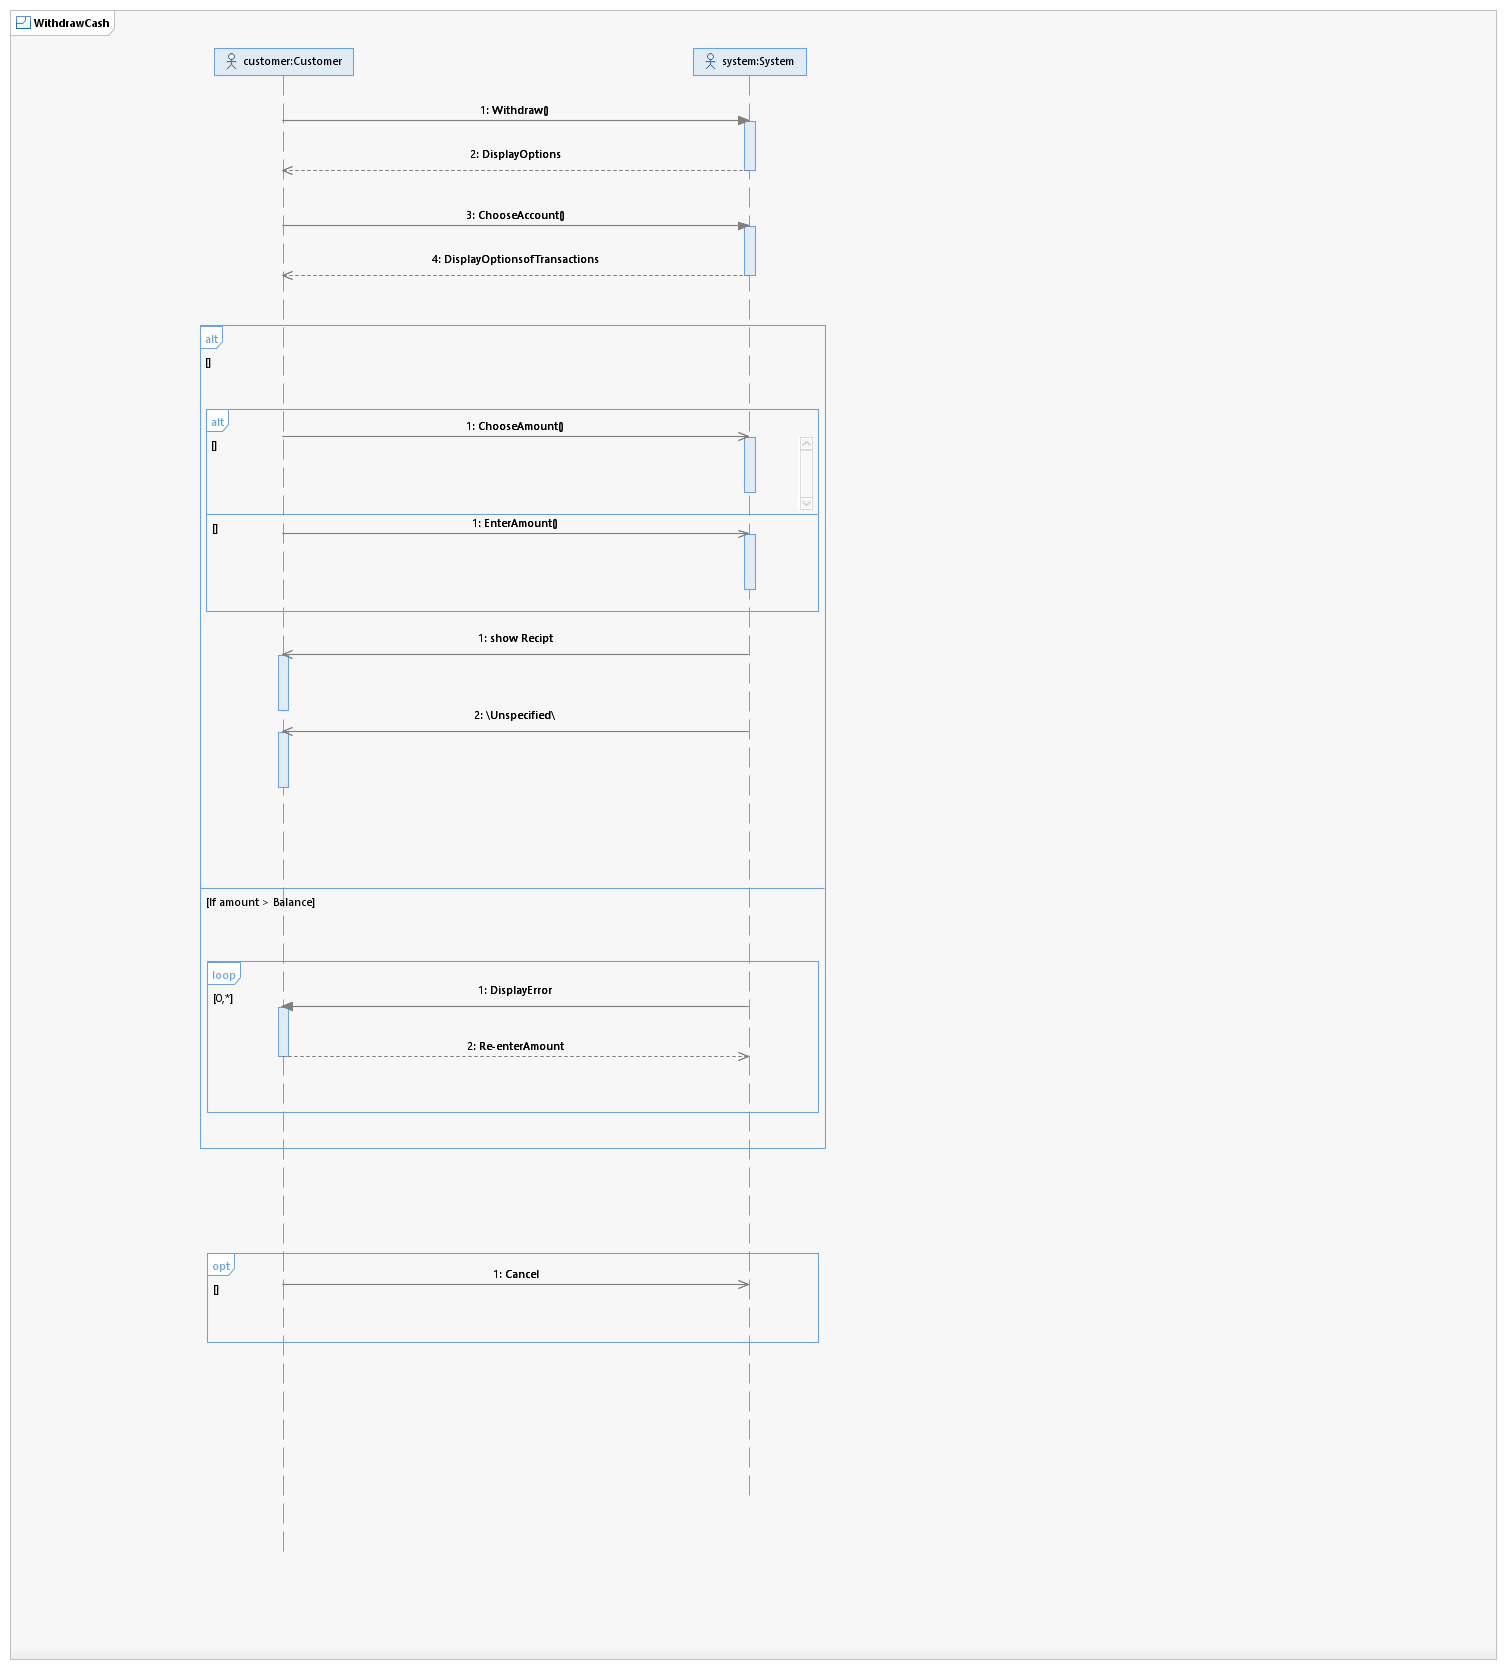 WithdrawCash
customer:Customer
system:System
1: Withdraw()
2: DisplayOptions
3: ChooseAccount()
4: DisplayOptionsofTransactions
alt
[]
alt
1: ChooseAmount()
[]
1: EnterAmount()
[]
1: show Recipt
2: \Unspecified\
[If amount > Balance]
loop
1: DisplayError
[0,*]
2: Re-enterAmount
opt
1: Cancel
[]